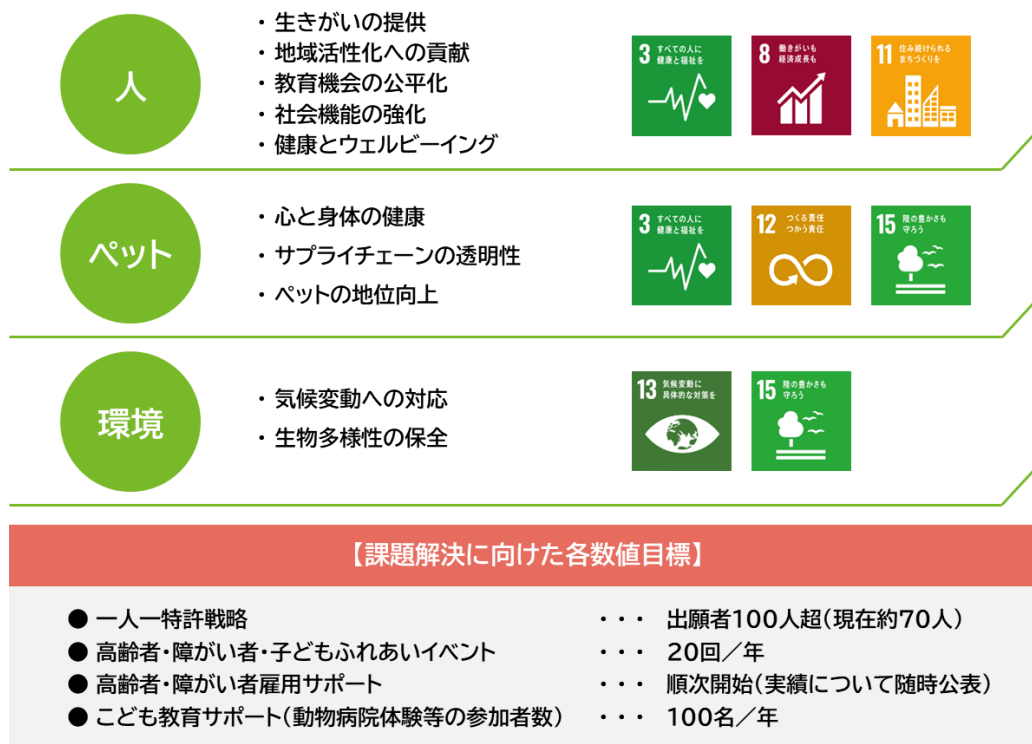 人
・生きがいの提供
・地域活性化への貢献
・教育機会の公平化
・社会機能の強化
・健康とウェルビーイング
3 すべての人に
健康と福祉を
8 働きがいも
経済成長も
11 住み続けられる
まちづくりを
ペット
・心と身体の健康
・サプライチェーンの透明性
・ペットの地位向上
3 すべての人に
健康と福祉を
12 つくる責任
つかう責任
15 陸の豊かさも
守ろう
環境
・気候変動への対応
・生物多様性の保全
13 気候変動に
具体的な対策を
15 陸の豊かさも
守ろう
【課題解決に向けた各数値目標】
● 一人一特許戦略 ・・・ 出願者100人超(現在約70人)
● 高齢者・障がい者・子どもふれあいイベント ・・・ 20回/年
● 高齢者・障がい者雇用サポート ・・・ 順次開始(実績について随時公表)
● こども教育サポート(動物病院体験等の参加者数) ・・・ 100名/年